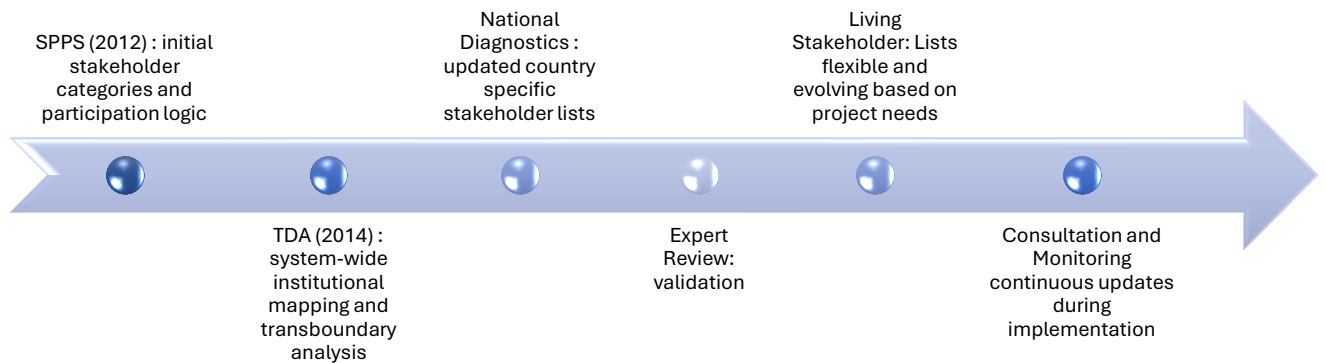 SPPS (2012) : initial
stakeholder
categories and
participation logic
TDA (2014) :
system-wide
institutional
mapping and
transboundary
analysis
National
Diagnostics :
updated country
specific
stakeholder lists
Expert
Review:
validation
Living
Stakeholder: Lists
flexible and
evolving based on
project needs
Consultation and
Monitoring
continuous updates
during
implementation